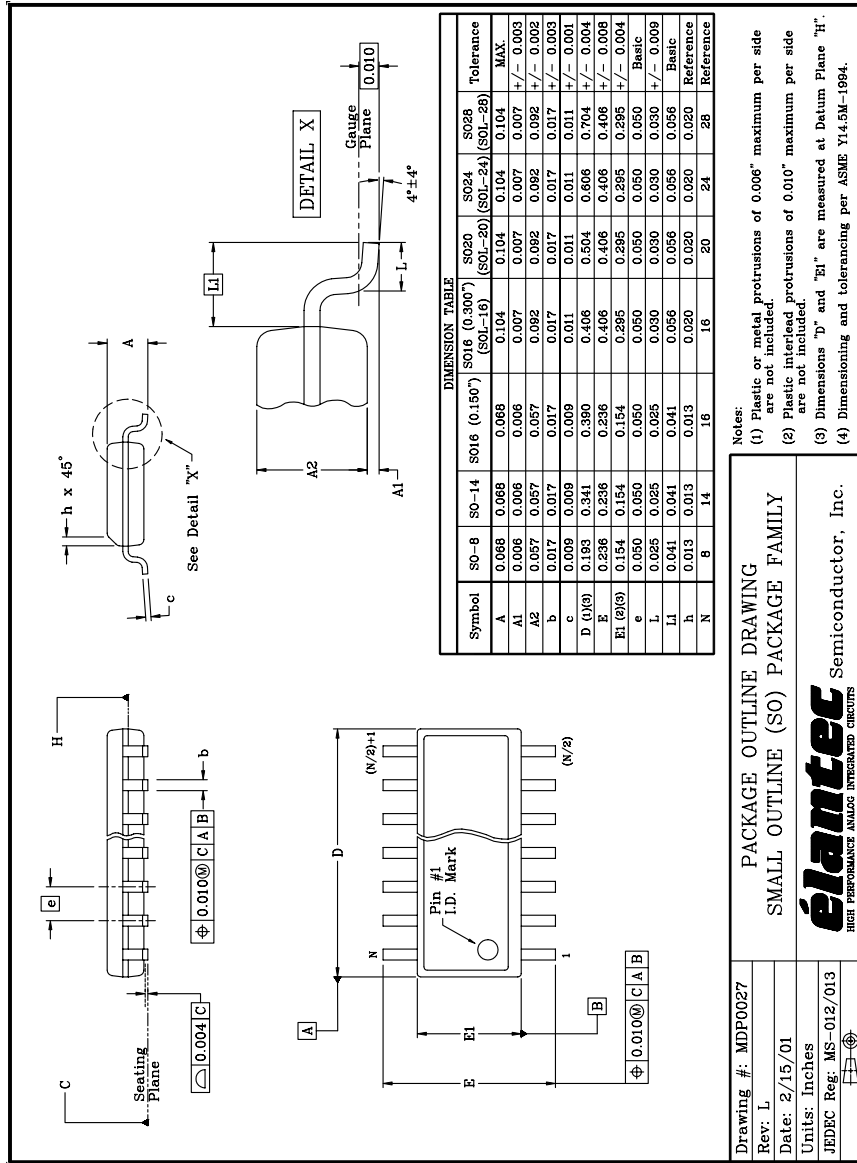 C
H
Seating
Plane
0.004 C
e
b
0.010Ⓜ C A B
h x 45°
A
c
See Detail "X"
A
D
N
(N/2)+1
Pin #1
I.D. Mark
E
E1
1
(N/2)
B
0.010Ⓜ C A B
L1
A2
A1
DETAIL X
Gauge
Plane
0.010
L
4°±4°
DIMENSION TABLE
Symbol SO-8 SO-14 SO16 (0.150") SO16 (0.300") (SOL-16) SO20 (SOL-20) SO24 (SOL-24) SO28 (SOL-28) Tolerance
A 0.068 0.068 0.068 0.104 0.104 0.104 0.104 MAX.
A1 0.006 0.006 0.006 0.007 0.007 0.007 0.007 +/- 0.003
A2 0.057 0.057 0.057 0.092 0.092 0.092 0.092 +/- 0.002
b 0.017 0.017 0.017 0.017 0.017 0.017 0.017 +/- 0.003
c 0.009 0.009 0.009 0.011 0.011 0.011 0.011 +/- 0.001
D (1)(3) 0.193 0.341 0.390 0.406 0.504 0.606 0.704 +/- 0.004
E 0.236 0.236 0.236 0.406 0.406 0.406 0.406 +/- 0.008
E1 (2)(3) 0.154 0.154 0.154 0.295 0.295 0.295 0.295 +/- 0.004
e 0.050 0.050 0.050 0.050 0.050 0.050 0.050 Basic
L 0.025 0.025 0.025 0.030 0.030 0.030 0.030 +/- 0.009
L1 0.041 0.041 0.041 0.056 0.056 0.056 0.056 Basic
h 0.013 0.013 0.013 0.020 0.020 0.020 0.020 Reference
N 8 14 16 16 20 24 28 Reference
Drawing #: MDP0027
Rev: L
Date: 2/15/01
Units: Inches
JEDEC Reg: MS-012/013
PACKAGE OUTLINE DRAWING
SMALL OUTLINE (SO) PACKAGE FAMILY
élantec Semiconductor, Inc.
HIGH PERFORMANCE ANALOG INTEGRATED CIRCUITS
Notes:
(1) Plastic or metal protrusions of 0.006" maximum per side
are not included.
(2) Plastic interlead protrusions of 0.010" maximum per side
are not included.
(3) Dimensions "D" and "E1" are measured at Datum Plane "H".
(4) Dimensioning and tolerancing per ASME Y14.5M-1994.